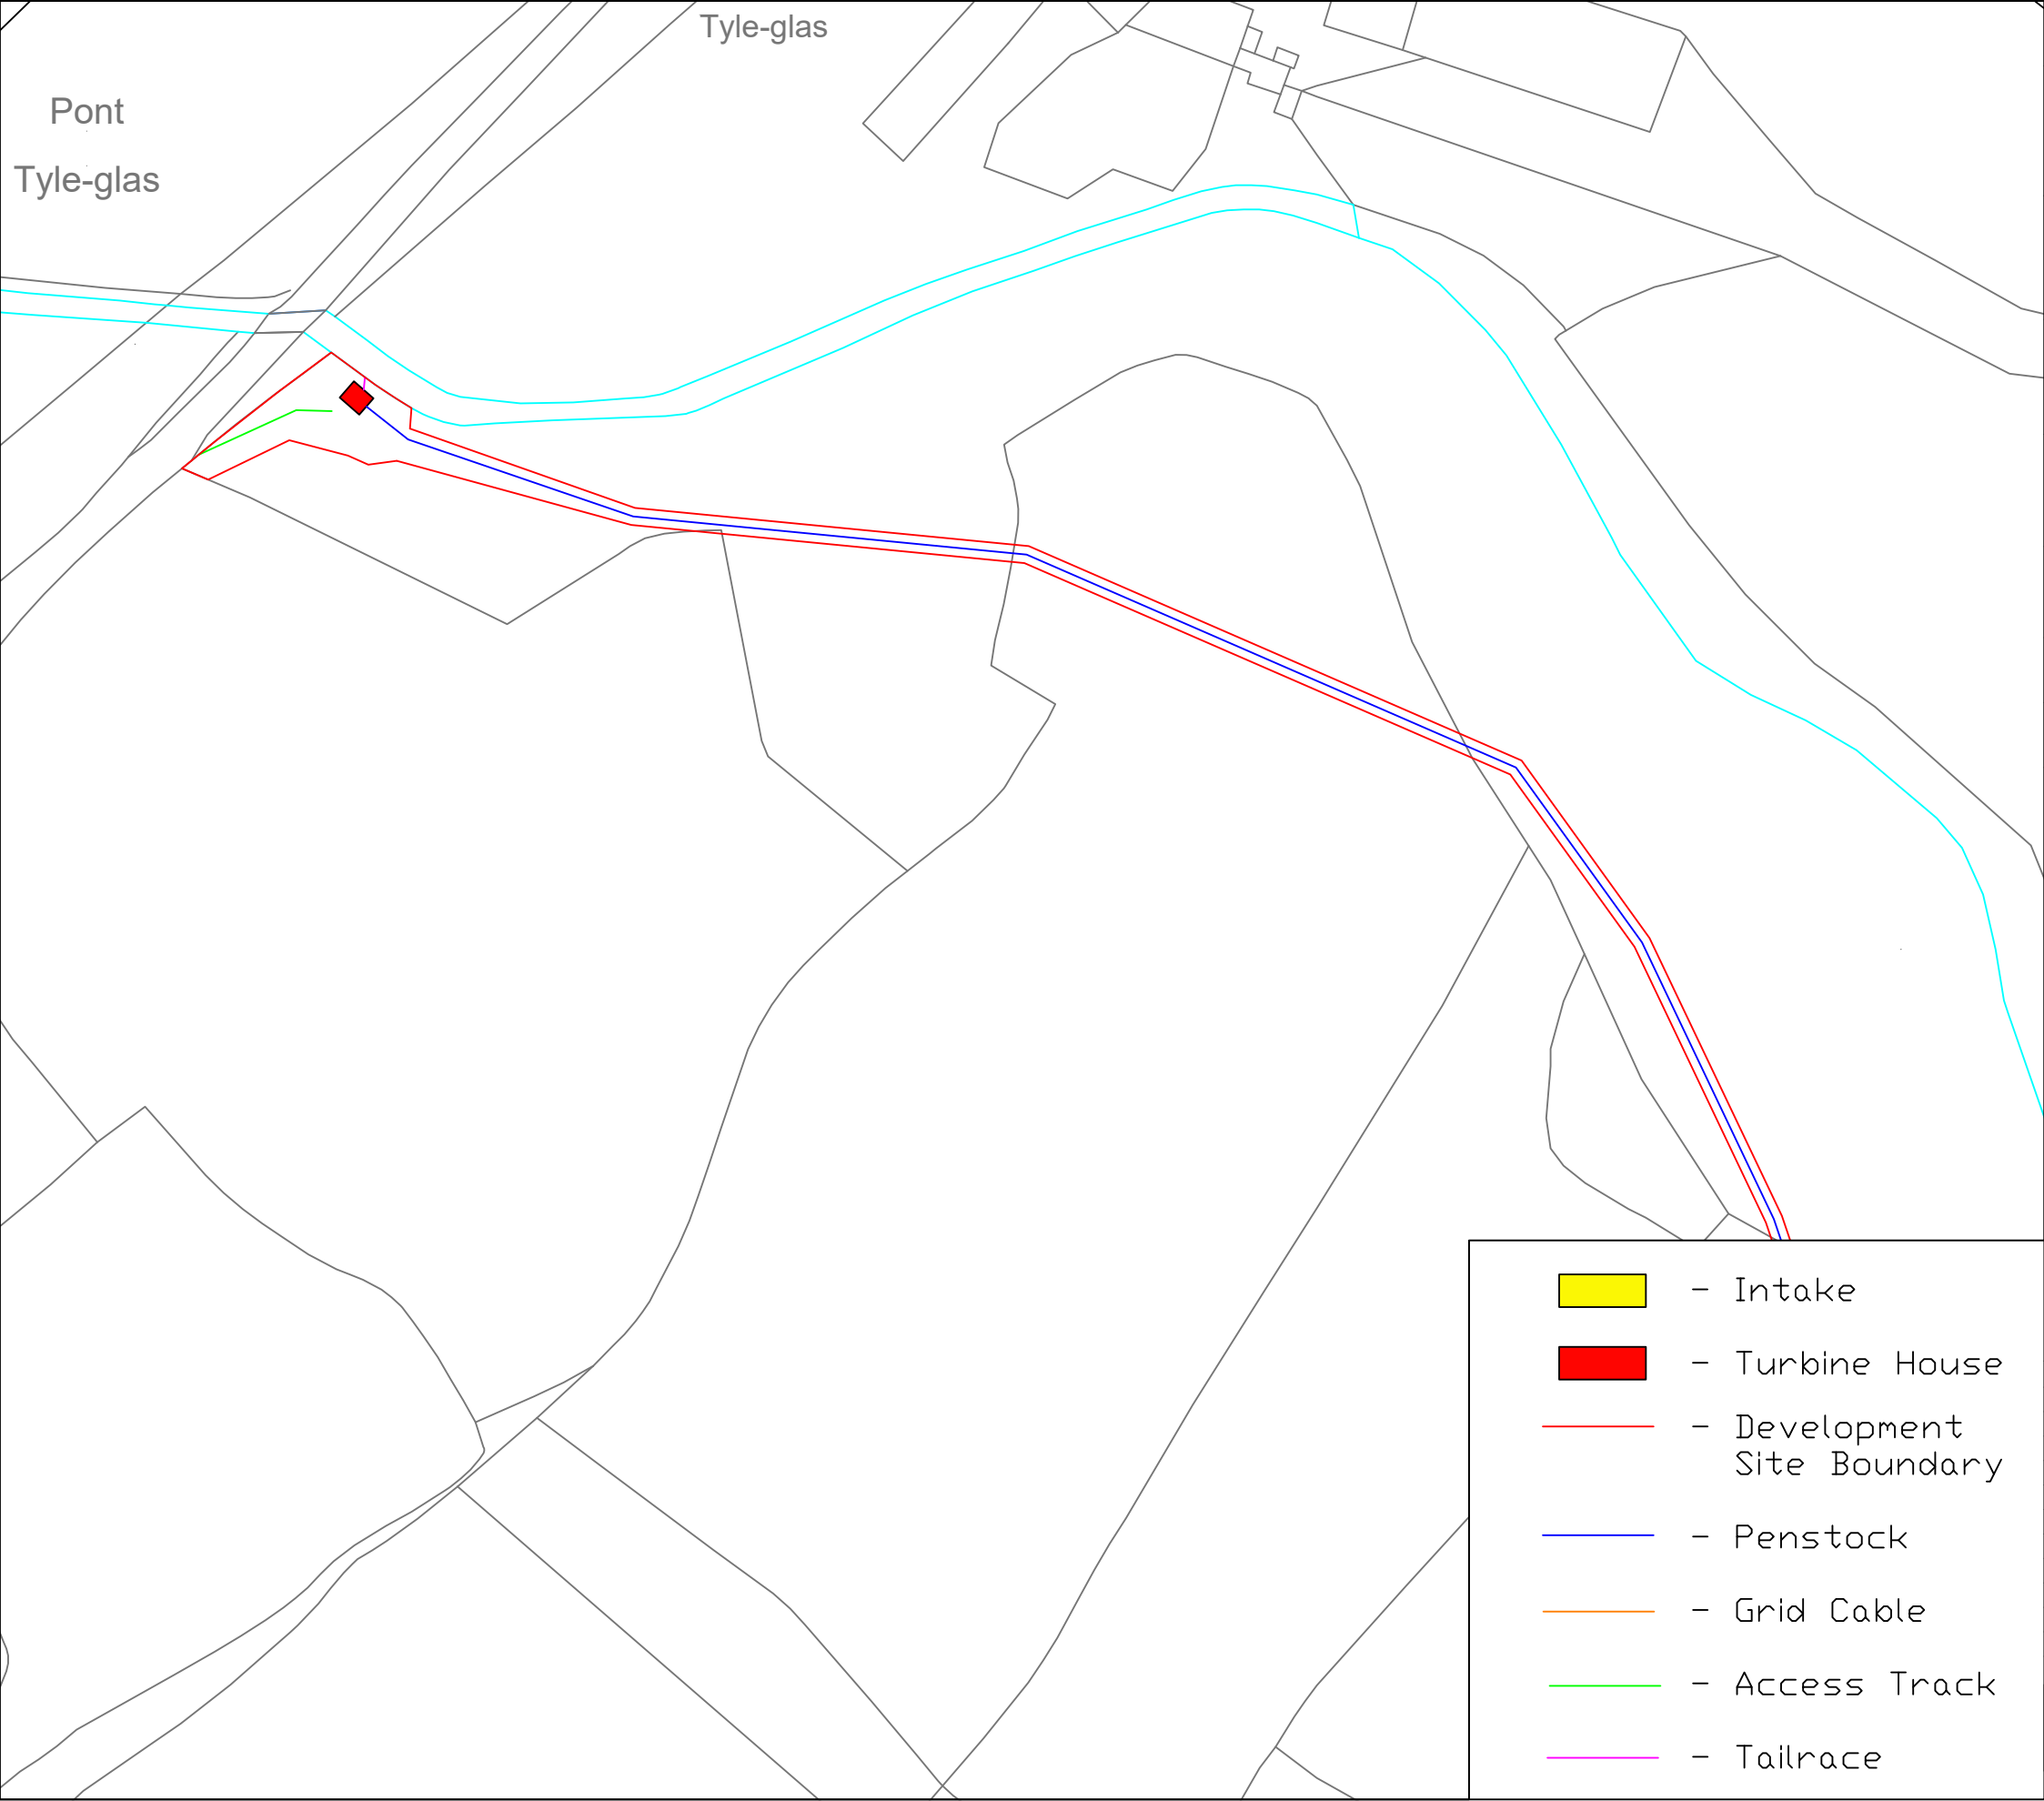 Tyle-glas
Pont
Tyle-glas
- Intake
- Turbine House
- Development
Site Boundary
- Penstock
- Grid Cable
- Access Track
- Tailrace